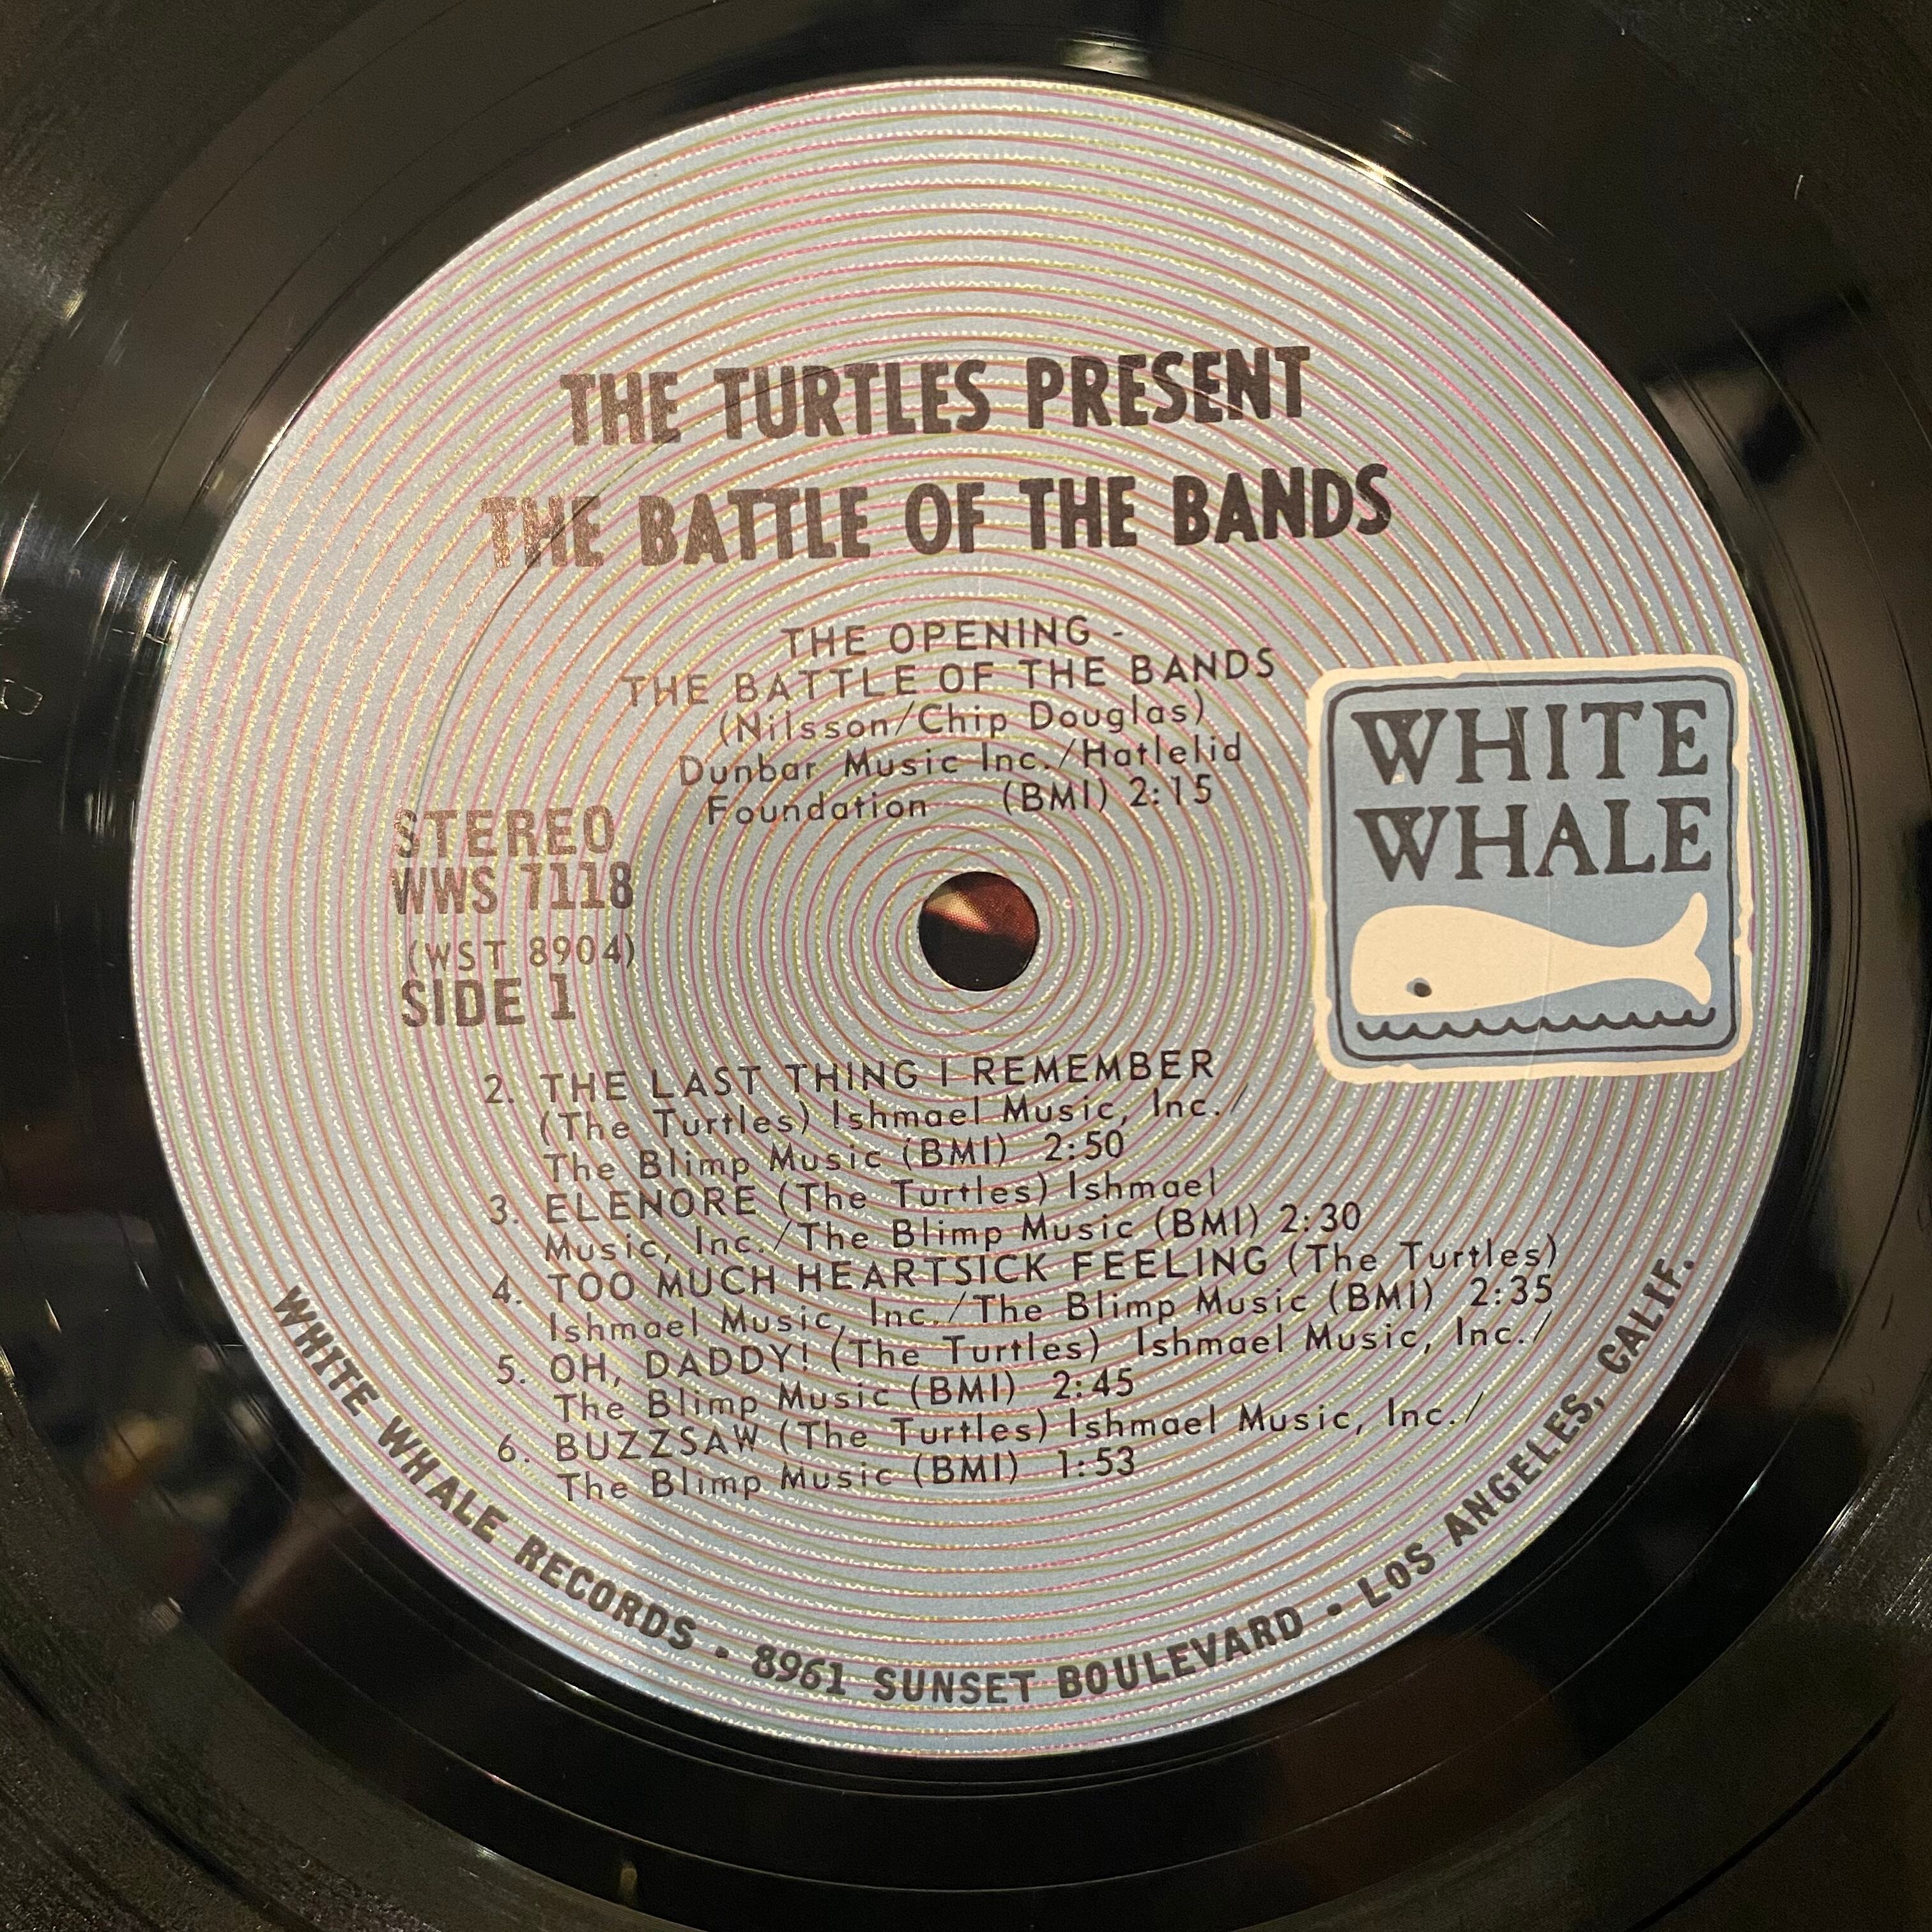 THE TURTLES PRESENT
THE BATTLE OF THE BANDS
THE OPENING -
THE BATTLE OF THE BANDS
(Nilsson/Chip Douglas)
Dunbar Music Inc./Hatlelid
Foundation (BMI) 2:15
STEREO
WWS 7118
(WST 8904)
SIDE 1
WHITE
WHALE
2. THE LAST THING I REMEMBER
(The Turtles) Ishmael Music, Inc./
The Blimp Music (BMI) 2:50
3. ELENORE (The Turtles) Ishmael
Music, Inc./The Blimp Music (BMI) 2:30
4. TOO MUCH HEARTSICK FEELING (The Turtles)
Ishmael Music, Inc./The Blimp Music (BMI) 2:35
5. OH, DADDY! (The Turtles) Ishmael Music, Inc./
The Blimp Music (BMI) 2:45
6. BUZZSAW (The Turtles) Ishmael Music, Inc./
The Blimp Music (BMI) 1:53
WHITE WHALE RECORDS • 8961 SUNSET BOULEVARD • LOS ANGELES, CALIF.